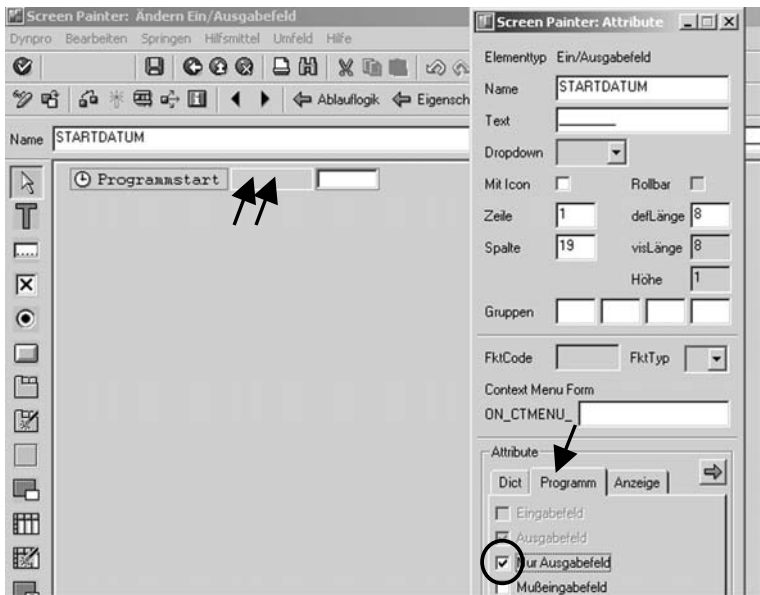 Screen Painter: Ändern Ein/Ausgabefeld
Dynpro Bearbeiten Springen Hilfsmittel Umfeld Hilfe
Ablauflogik Eigensch
Name STARTDATUM
Programmstart
Screen Painter: Attribute
Elementtyp Ein/Ausgabefeld
Name STARTDATUM
Text ________
Dropdown
Mit Icon Rollbar
Zeile 1 defLänge 8
Spalte 19 visLänge 8
Höhe 1
Gruppen
FktCode FktTyp
Context Menu Form
ON_CTMENU_
Attribute
Dict Programm Anzeige
Eingabefeld
Ausgabefeld
Nur Ausgabefeld
Mußeingabefeld